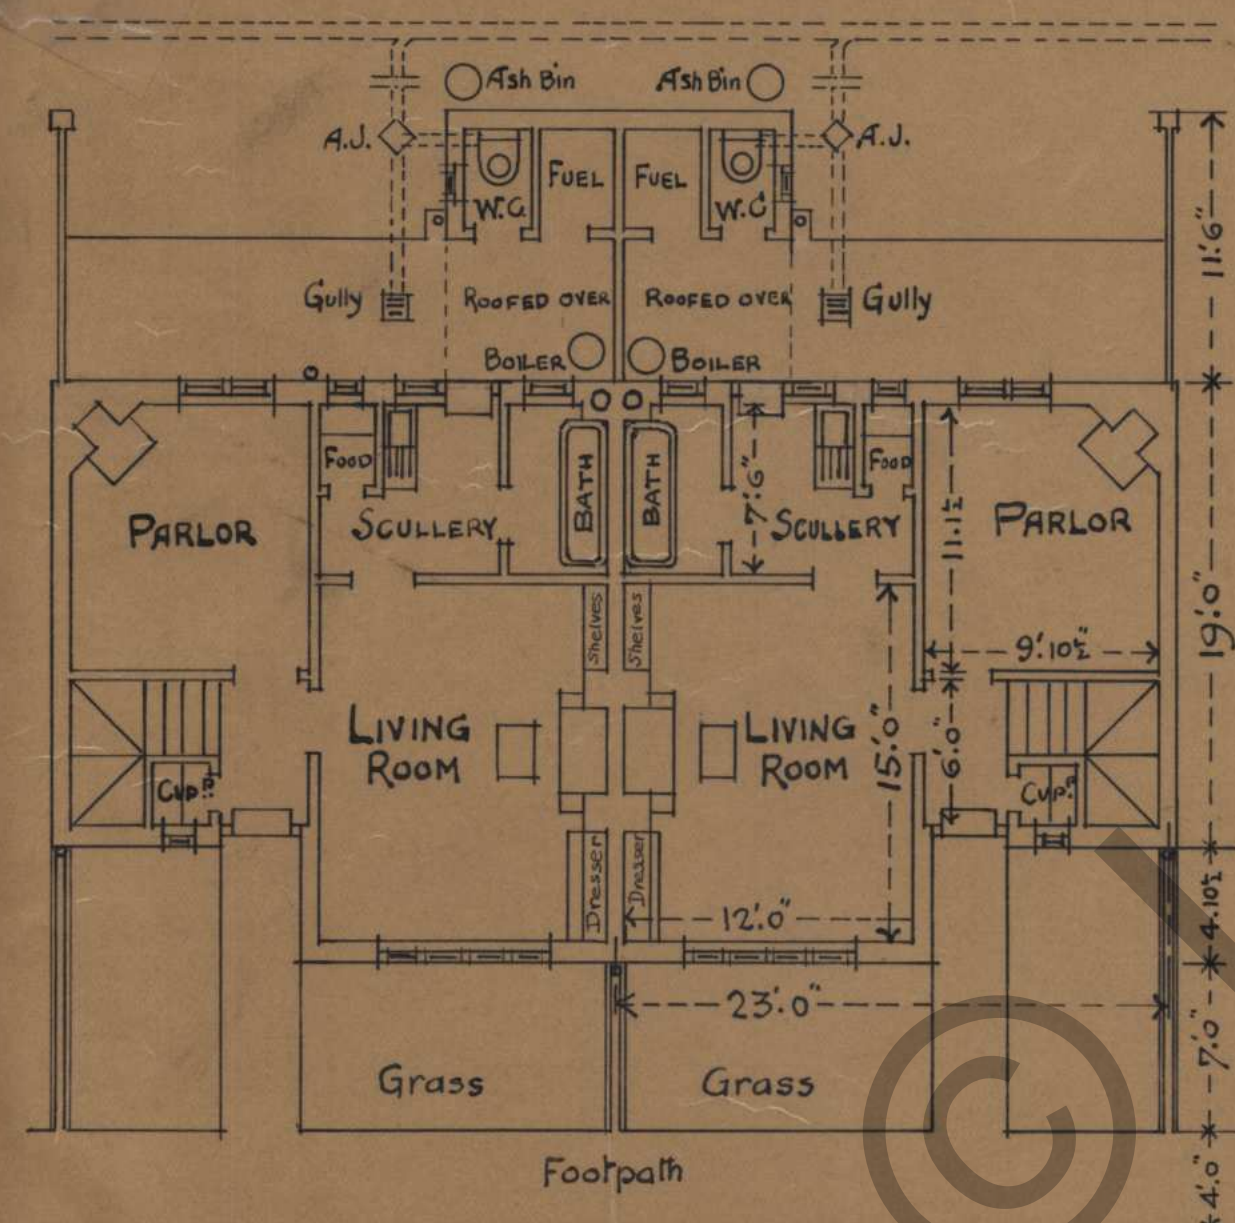 Ash Bin Ash Bin
A.J. A.J.
FUEL FUEL
W.C. W.C
11'.6"
Gully ROOFED OVER ROOFED OVER Gully
BOILER BOILER
FOOD BATH BATH 7'.6" FOOD
PARLOR SCULLERY SCULLERY 11.1½ PARLOR
Shelves Shelves 9'.10½" 19'.0"
LIVING LIVING
ROOM ROOM 15'.0" 6'.0"
Cup.d Cup.d
Dresser Dresser 4.10½
12'.0"
23'.0" 7'.0"
Grass Grass
Footpath
4'.0"
©